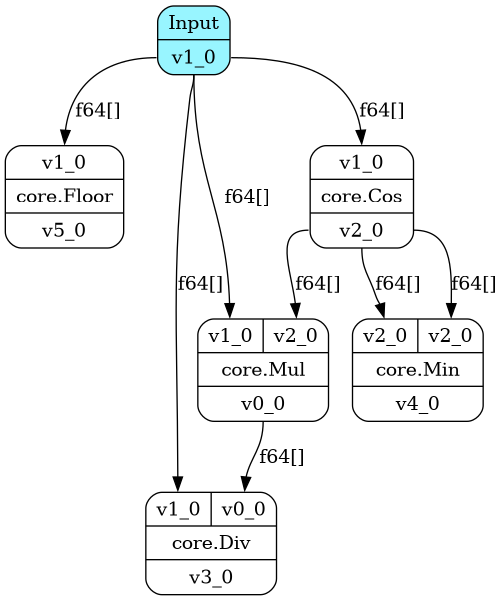 Input
v1_0
f64[]
f64[]
v1_0
core.Floor
v5_0
v1_0
core.Cos
v2_0
f64[]
f64[]
f64[]
f64[]
f64[]
v1_0 v2_0
core.Mul
v0_0
v2_0 v2_0
core.Min
v4_0
f64[]
v1_0 v0_0
core.Div
v3_0